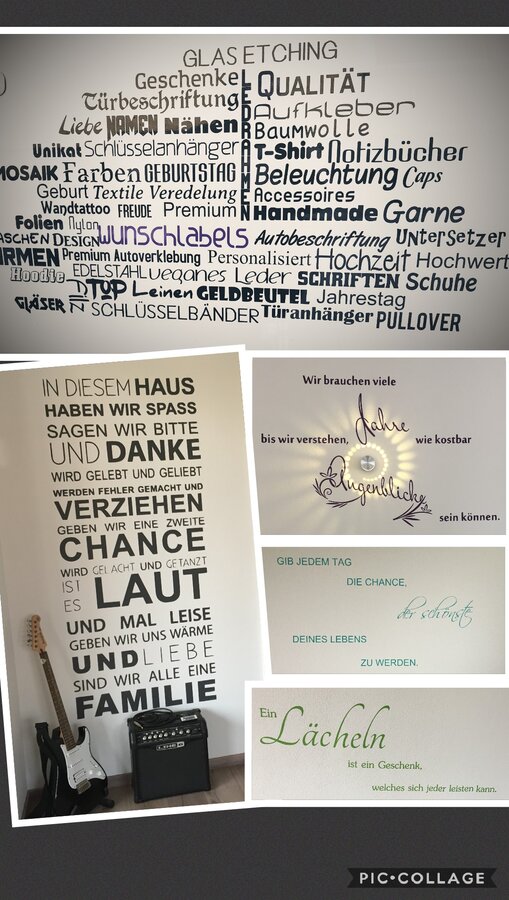 GLAS ETCHING
Geschenke LEDRAHMEN QUALITÄT
Türbeschriftung Aufkleber
Liebe NAMEN Nähen Baumwolle
Unikat Schlüsselanhänger T-Shirt Notizbücher
MOSAIK Farben GEBURTSTAG Beleuchtung Caps
Geburt Textile Veredelung Accessoires
Wandtattoo FREUDE Premium Handmade Garne
Folien Nylon
ASCHEN DESIGN wunschlabels Autobeschriftung Untersetzer
IRMEN Premium Autoverklebung Personalisiert Hochzeit Hochwert
Hoodie EDELSTAHL veganes Leder SCHRIFTEN Schuhe
GLÄSER TOP Leinen GELDBEUTEL Jahrestag
SCHLÜSSELBÄNDER Türanhänger PULLOVER
IN DIESEM HAUS
HABEN WIR SPASS
SAGEN WIR BITTE
UND DANKE
WIRD GELEBT UND GELIEBT
WERDEN FEHLER GEMACHT UND
VERZIEHEN
GEBEN WIR EINE ZWEITE
CHANCE
WIRD GELACHT UND GETANZT
IST
ES LAUT
UND MAL LEISE
GEBEN WIR UNS WÄRME
UND LIEBE
SIND WIR ALLE EINE
FAMILIE
LINE 6
Wir brauchen viele
Jahre
bis wir verstehen, wie kostbar
Augenblicke
sein können.
GIB JEDEM TAG
DIE CHANCE,
der schönste
DEINES LEBENS
ZU WERDEN.
Ein
Lächeln
ist ein Geschenk,
welches sich jeder leisten kann.
PIC•COLLAGE